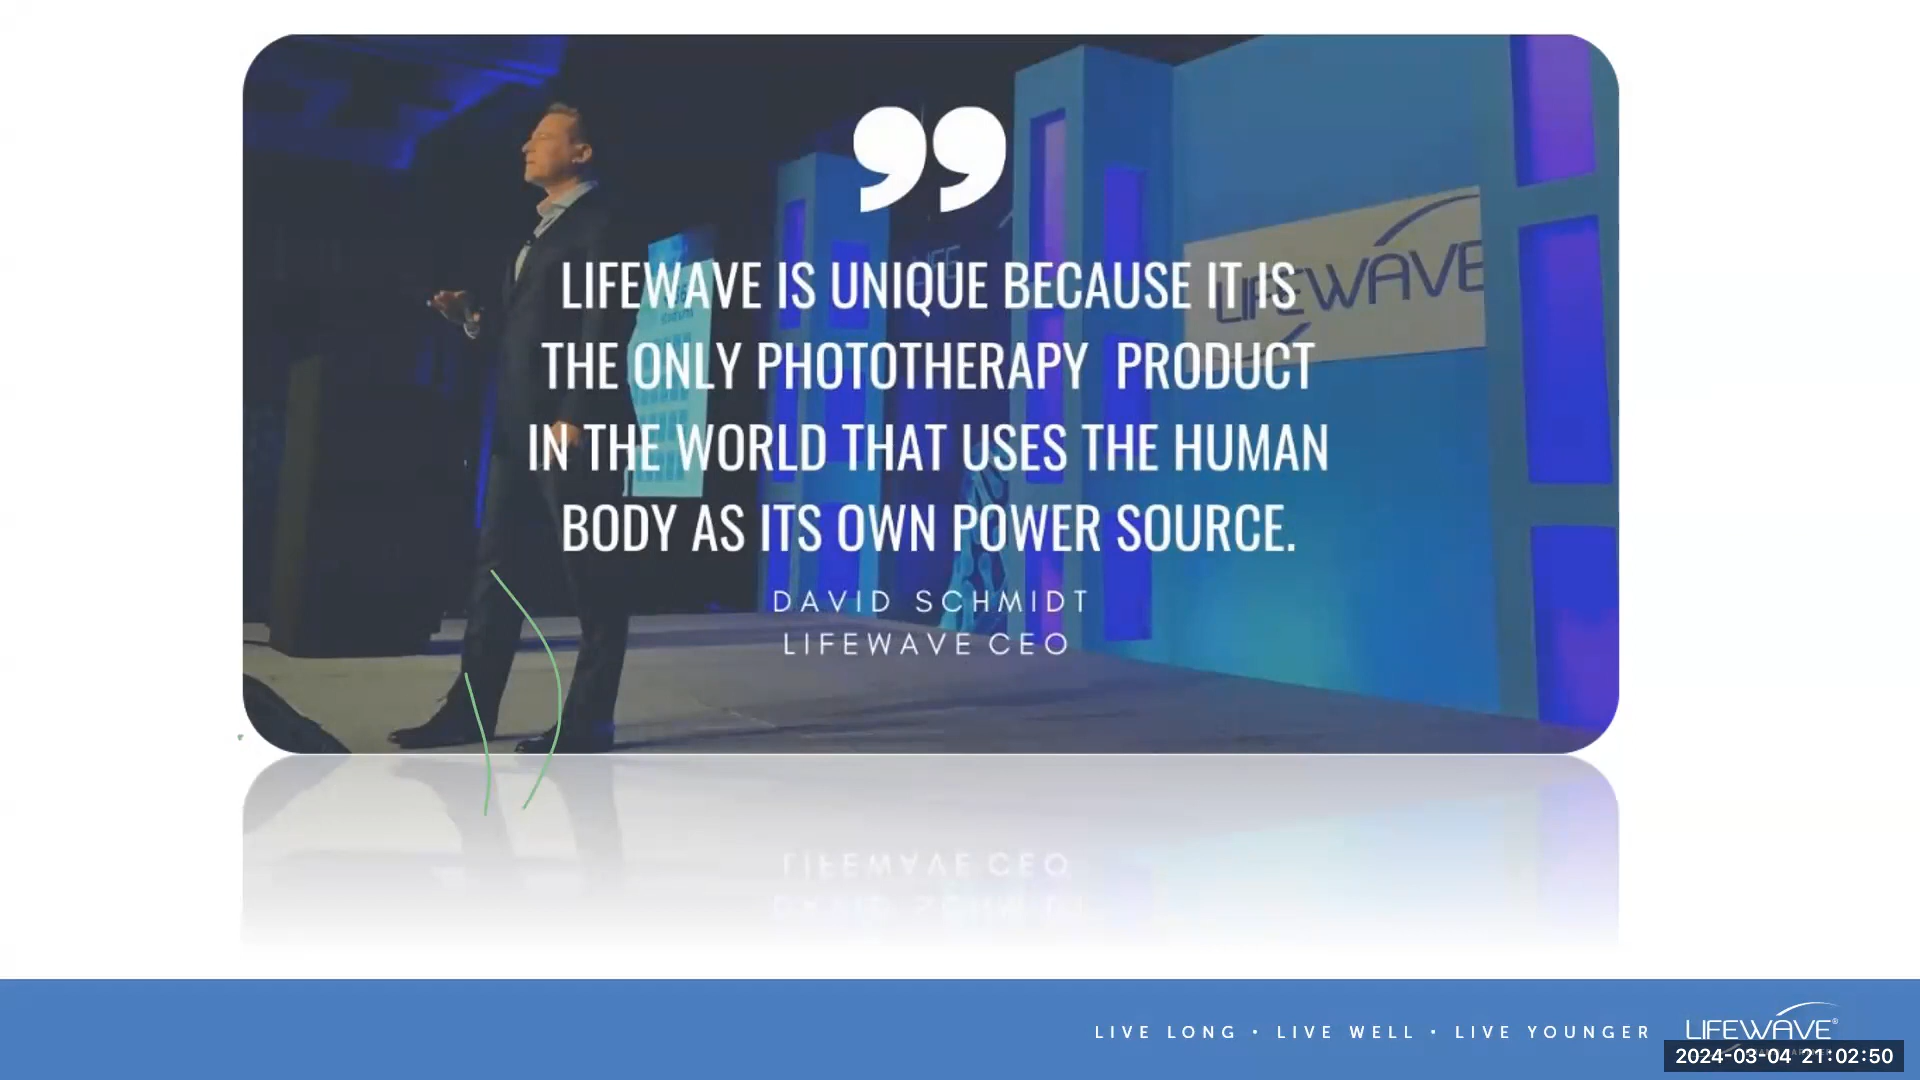 ”
LIFEWAVE IS UNIQUE BECAUSE IT IS
THE ONLY PHOTOTHERAPY PRODUCT
IN THE WORLD THAT USES THE HUMAN
BODY AS ITS OWN POWER SOURCE.
DAVID SCHMIDT
LIFEWAVE CEO
LIFEWAVE
LIVE LONG • LIVE WELL • LIVE YOUNGER
LIFEWAVE®
2024-03-04 21:02:50